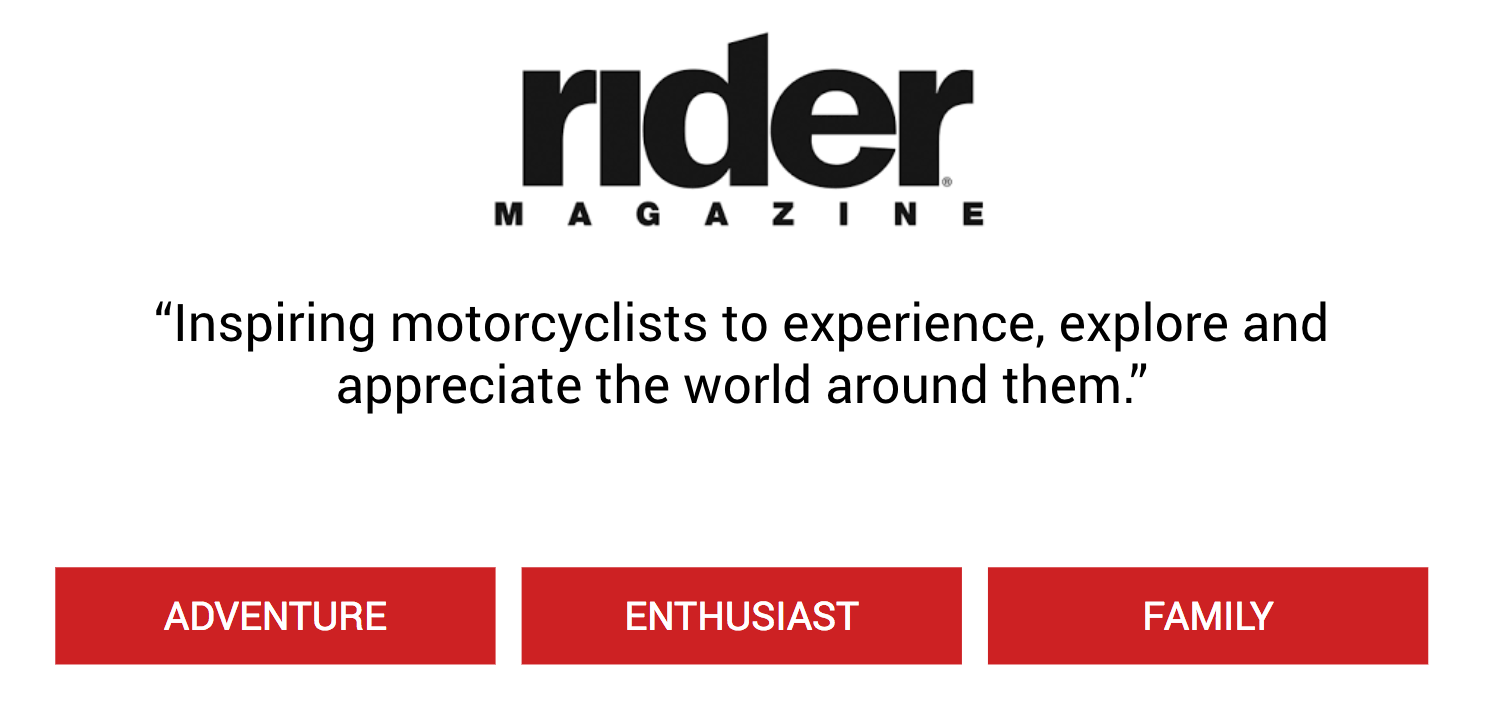 rider®
MAGAZINE
“Inspiring motorcyclists to experience, explore and
appreciate the world around them.”
ADVENTURE ENTHUSIAST FAMILY